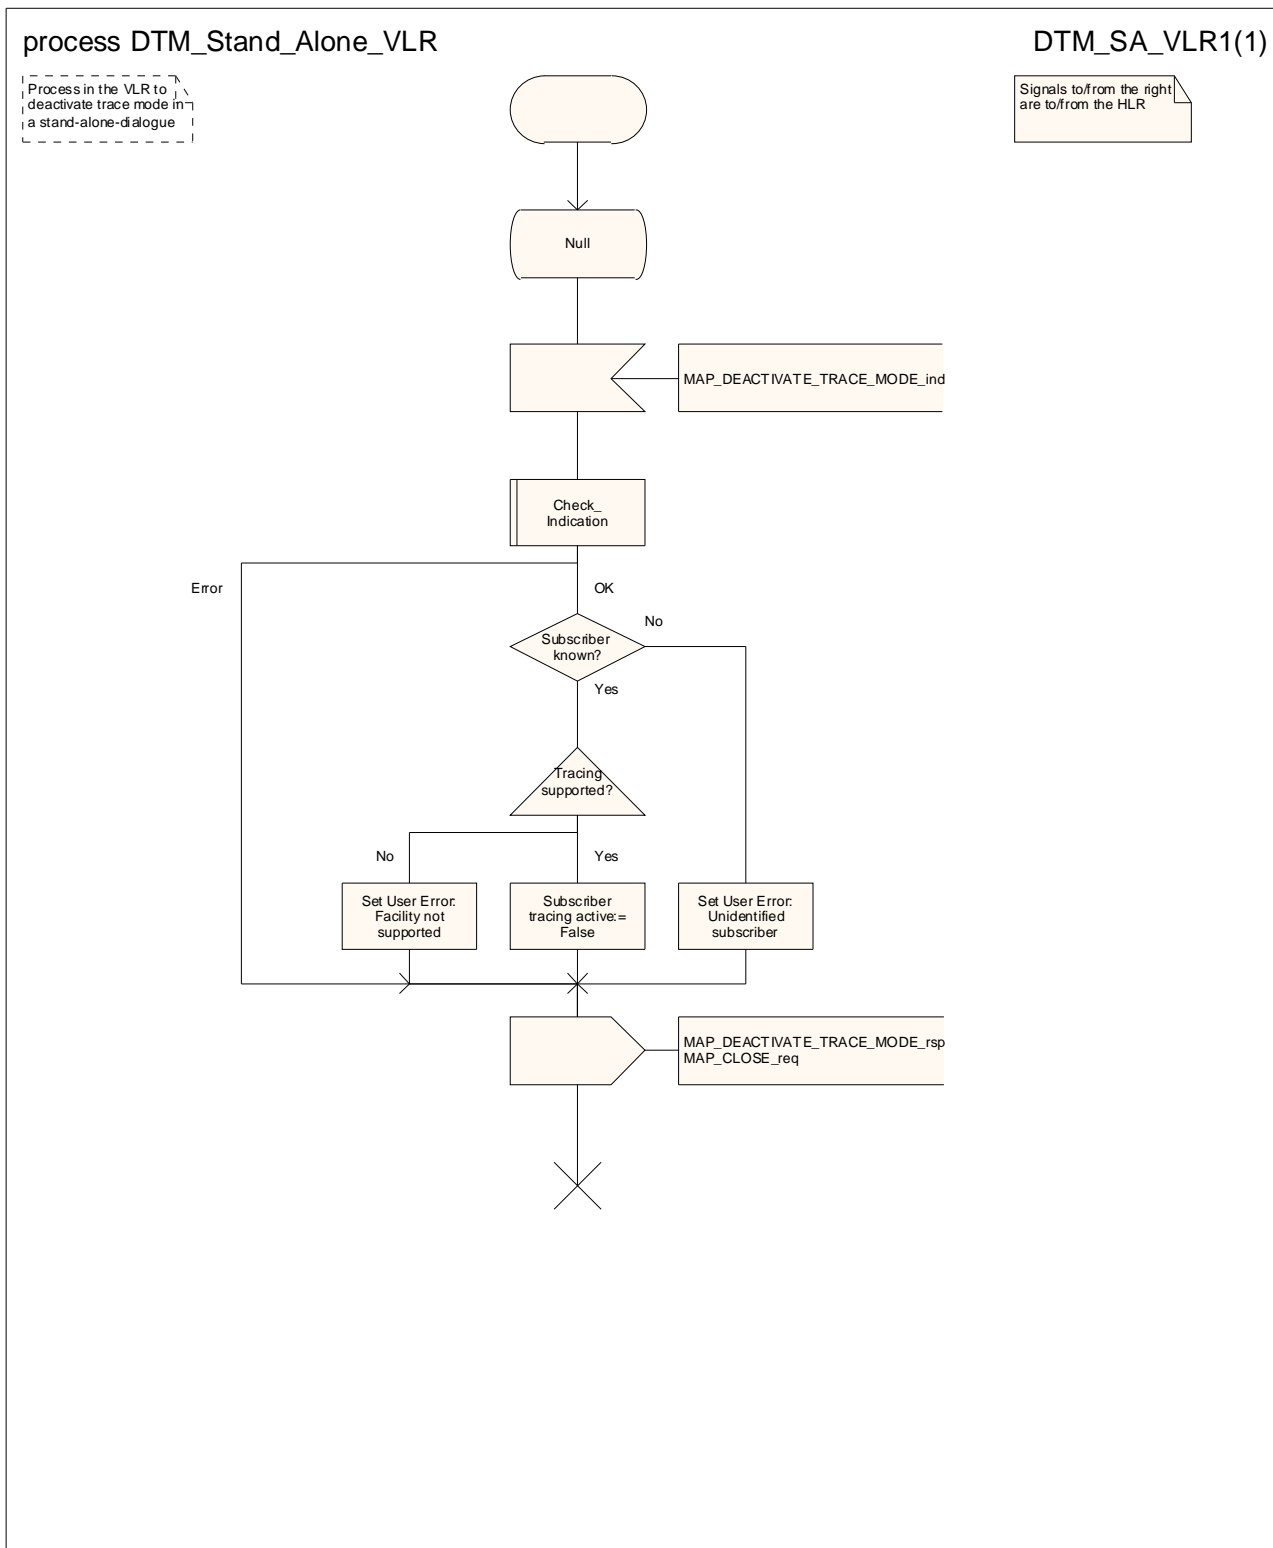 process DTM_Stand_Alone_VLR
DTM_SA_VLR1(1)
Process in the VLR to
deactivate trace mode in
a stand-alone-dialogue
Signals to/from the right
are to/from the HLR
Null
MAP_DEACTIVATE_TRACE_MODE_ind
Check_
Indication
Error
OK
No
Subscriber
known?
Yes
Tracing
supported?
No
Yes
Set User Error:
Facility not
supported
Subscriber
tracing active:=
False
Set User Error:
Unidentified
subscriber
MAP_DEACTIVATE_TRACE_MODE_rsp
MAP_CLOSE_req